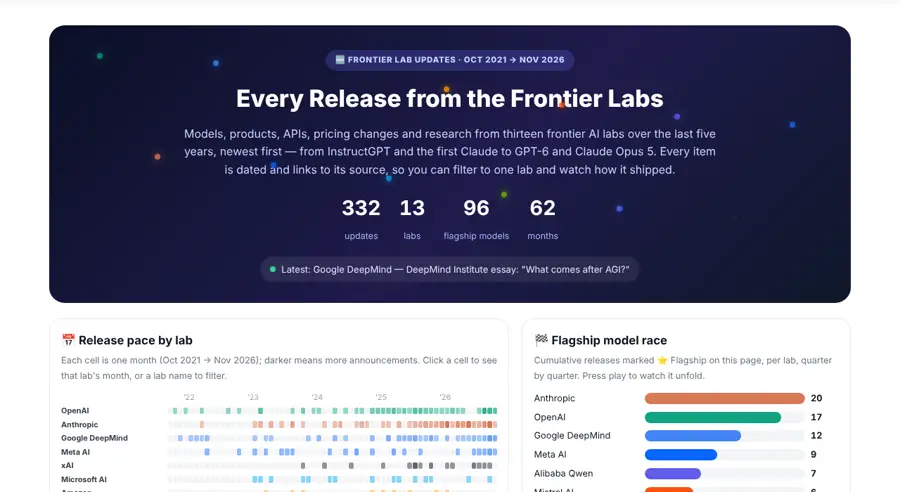 FRONTIER LAB UPDATES · OCT 2021 → NOV 2026
Every Release from the Frontier Labs
Models, products, APIs, pricing changes and research from thirteen frontier AI labs over the last five
years, newest first — from InstructGPT and the first Claude to GPT-6 and Claude Opus 5. Every item
is dated and links to its source, so you can filter to one lab and watch how it shipped.
332 13 96 62
updates labs flagship models months
Latest: Google DeepMind — DeepMind Institute essay: "What comes after AGI?"
📅 Release pace by lab
Each cell is one month (Oct 2021 → Nov 2026); darker means more announcements. Click a cell to see
that lab's month, or a lab name to filter.
'22 '23 '24 '25 '26
OpenAI
Anthropic
Google DeepMind
Meta AI
xAI
Microsoft AI
Amazon
🏁 Flagship model race
Cumulative releases marked ⭐ Flagship on this page, per lab, quarter
by quarter. Press play to watch it unfold.
Anthropic 20
OpenAI 17
Google DeepMind 12
Meta AI 9
Alibaba Qwen 7
Mistral AI 6